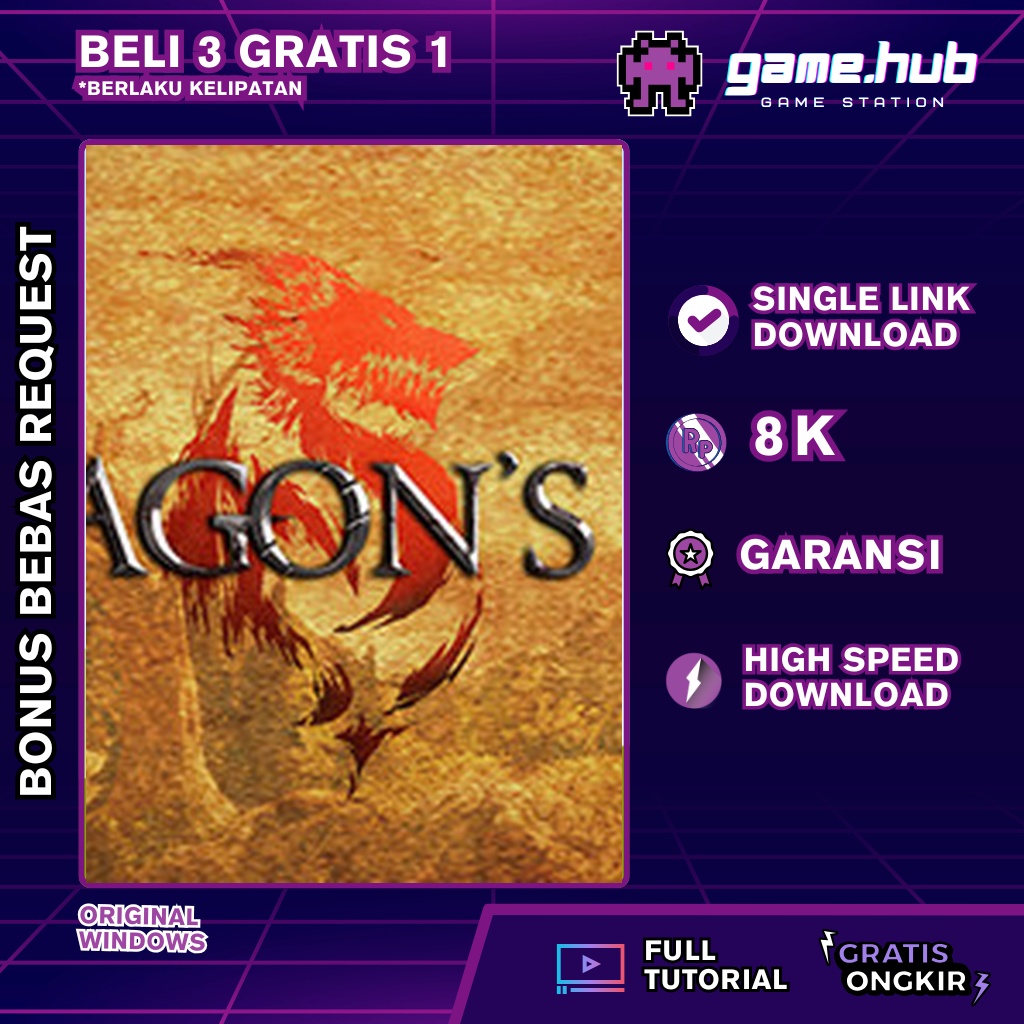 BELI 3 GRATIS 1
*BERLAKU KELIPATAN
game.hub
GAME STATION
BONUS BEBAS REQUEST
AGON'S
SINGLE LINK
DOWNLOAD
Rp
8K
GARANSI
HIGH SPEED
DOWNLOAD
ORIGINAL
WINDOWS
FULL
TUTORIAL
GRATIS
ONGKIR